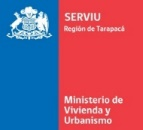 SERVIU
Región de Tarapacá
Ministerio de
Vivienda y
Urbanismo